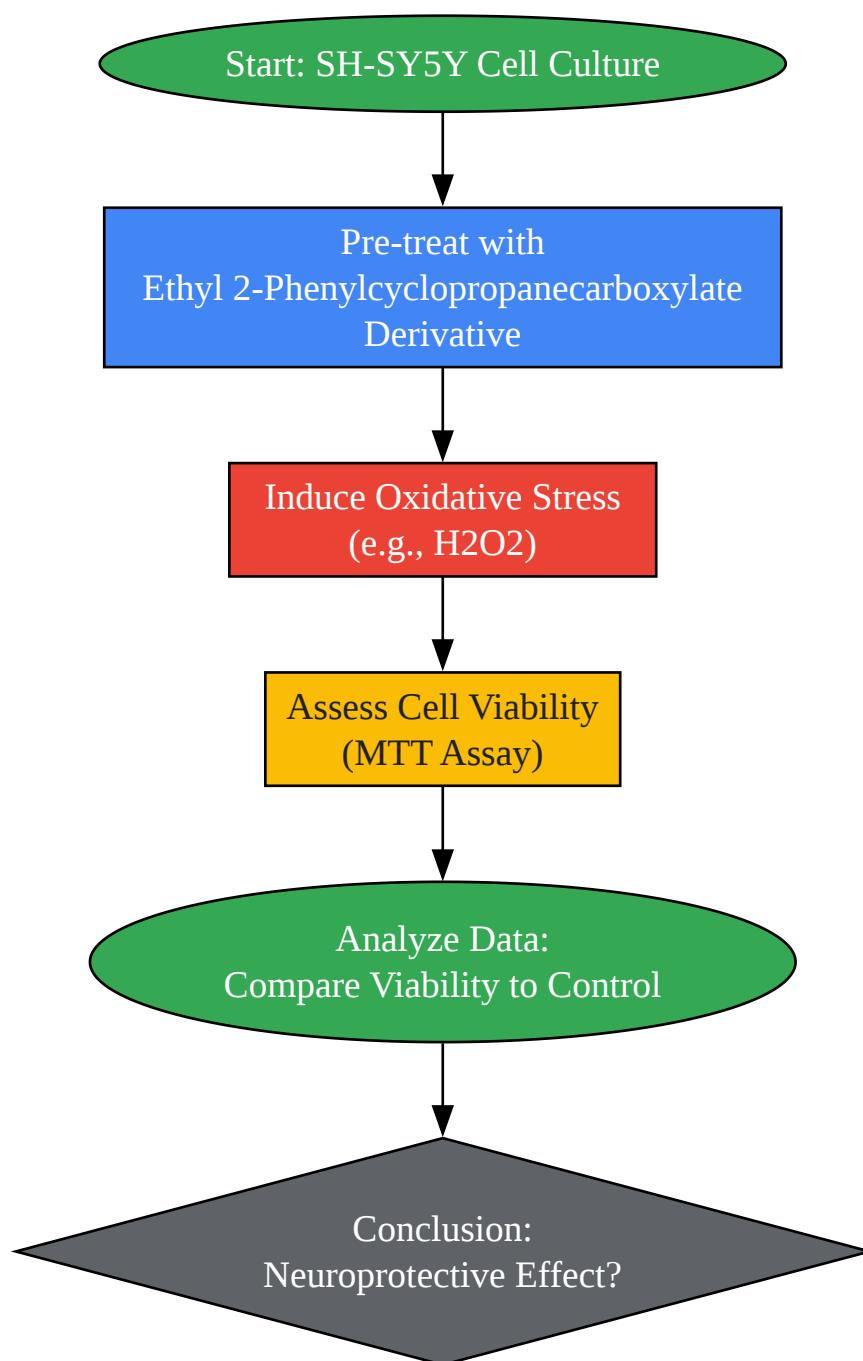 Start: SH-SY5Y Cell Culture
Pre-treat with
Ethyl 2-Phenylcyclopropanecarboxylate
Derivative
Induce Oxidative Stress
(e.g., H2O2)
Assess Cell Viability
(MTT Assay)
Analyze Data:
Compare Viability to Control
Conclusion:
Neuroprotective Effect?